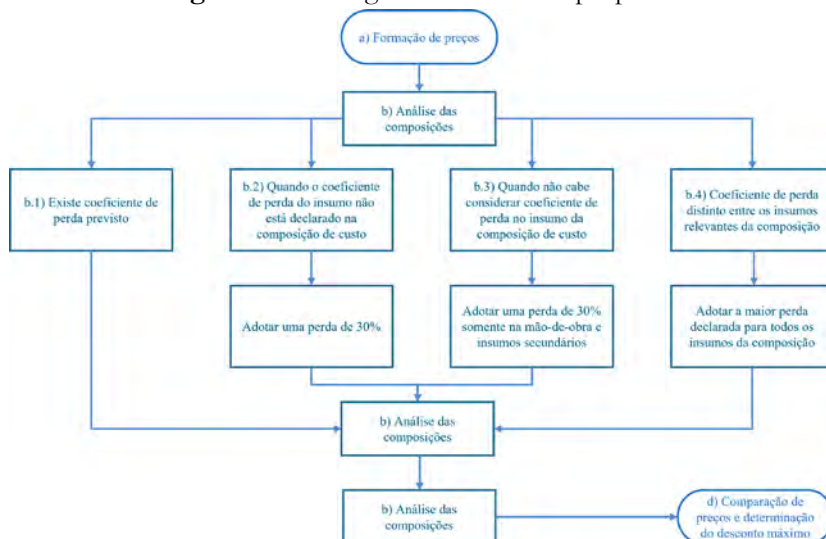 a) Formação de preços
b) Análise das
composições
b.1) Existe coeficiente de
perda previsto
b.2) Quando o coeficiente
de perda do insumo não
está declarado na
composição de custo
b.3) Quando não cabe
considerar coeficiente de
perda no insumo da
composição de custo
b.4) Coeficiente de perda
distinto entre os insumos
relevantes da composição
Adotar uma perda de 30%
Adotar uma perda de 30%
somente na mão-de-obra e
insumos secundários
Adotar a maior perda
declarada para todos os
insumos da composição
b) Análise das
composições
b) Análise das
composições
d) Comparação de
preços e determinação
do desconto máximo